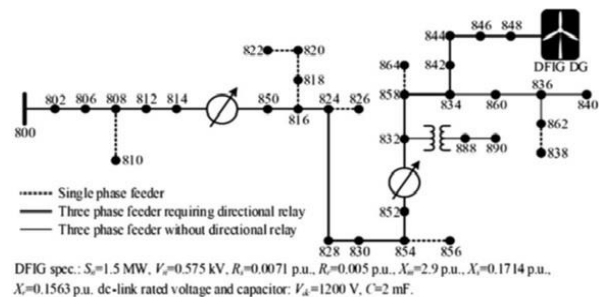 844 846 848
DFIG DG
822 820
864 842
818
858 834 860 836 840
802 806 808 812 814 850 816 824 826
800
832 888 890 862
838
810
852
Single phase feeder
Three phase feeder requiring directional relay
Three phase feeder without directional relay
828 830 854 856
DFIG spec.: Sₙ=1.5 MW, Vₙ=0.575 kV, Rₛ=0.0071 p.u., Rᵣ=0.005 p.u., Xₘ=2.9 p.u., Xₛ=0.1714 p.u.,
Xᵣ=0.1563 p.u. dc-link rated voltage and capacitor: V_dc=1200 V, C=2 mF.